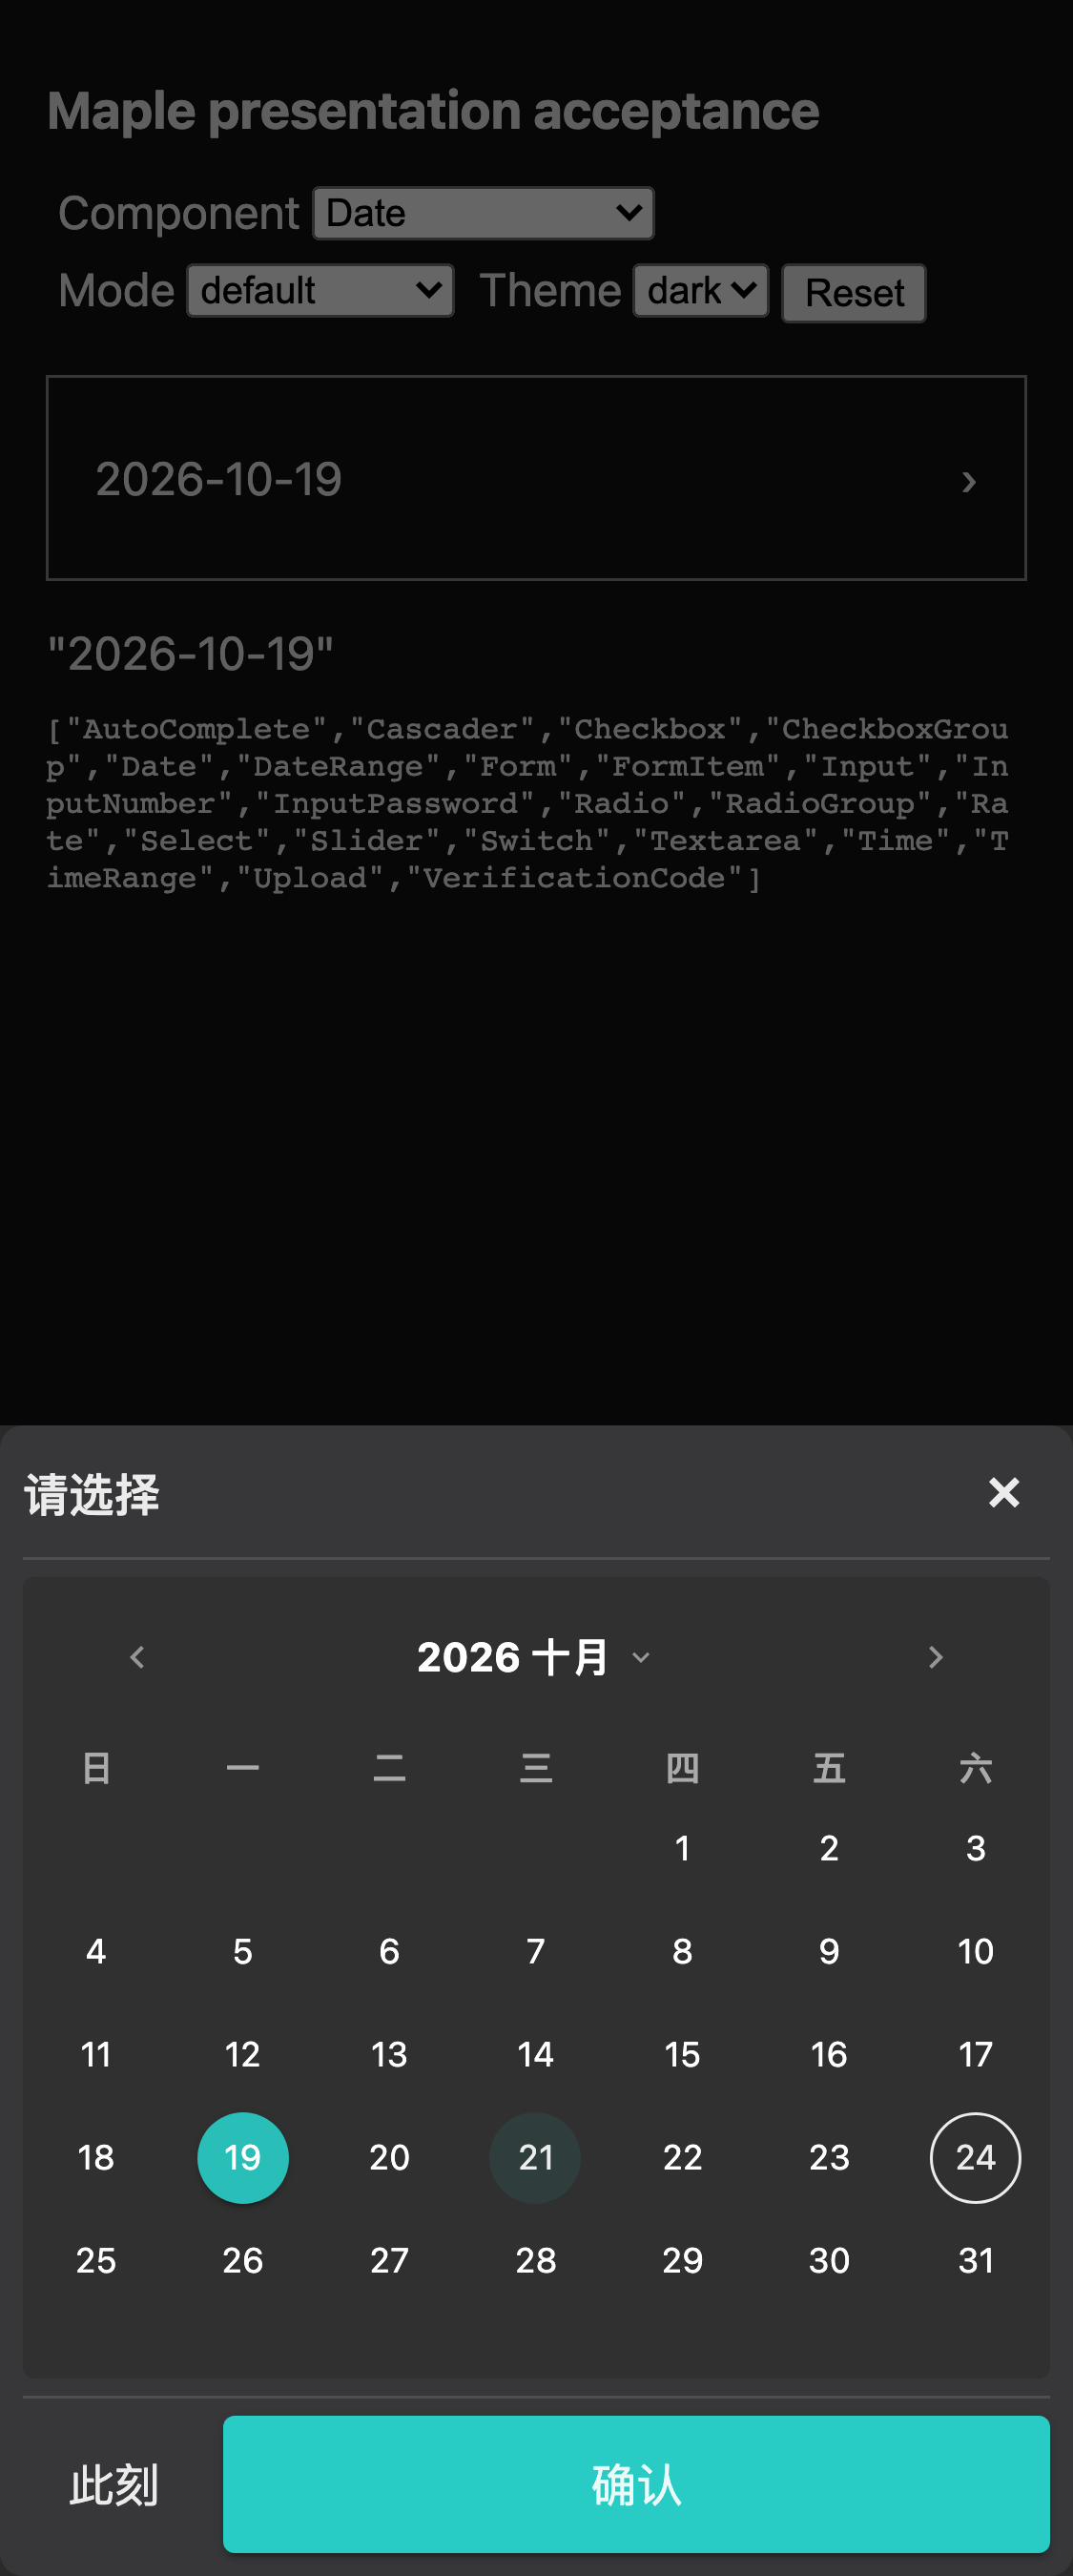 Maple presentation acceptance
Component Date
Mode default Theme dark Reset
2026-10-19 ›
"2026-10-19"
["AutoComplete","Cascader","Checkbox","CheckboxGrou
p","Date","DateRange","Form","FormItem","Input","In
putNumber","InputPassword","Radio","RadioGroup","Ra
te","Select","Slider","Switch","Textarea","Time","T
imeRange","Upload","VerificationCode"]
请选择
2026 十月
日 一 二 三 四 五 六
1 2 3
4 5 6 7 8 9 10
11 12 13 14 15 16 17
18 19 20 21 22 23 24
25 26 27 28 29 30 31
此刻 确认